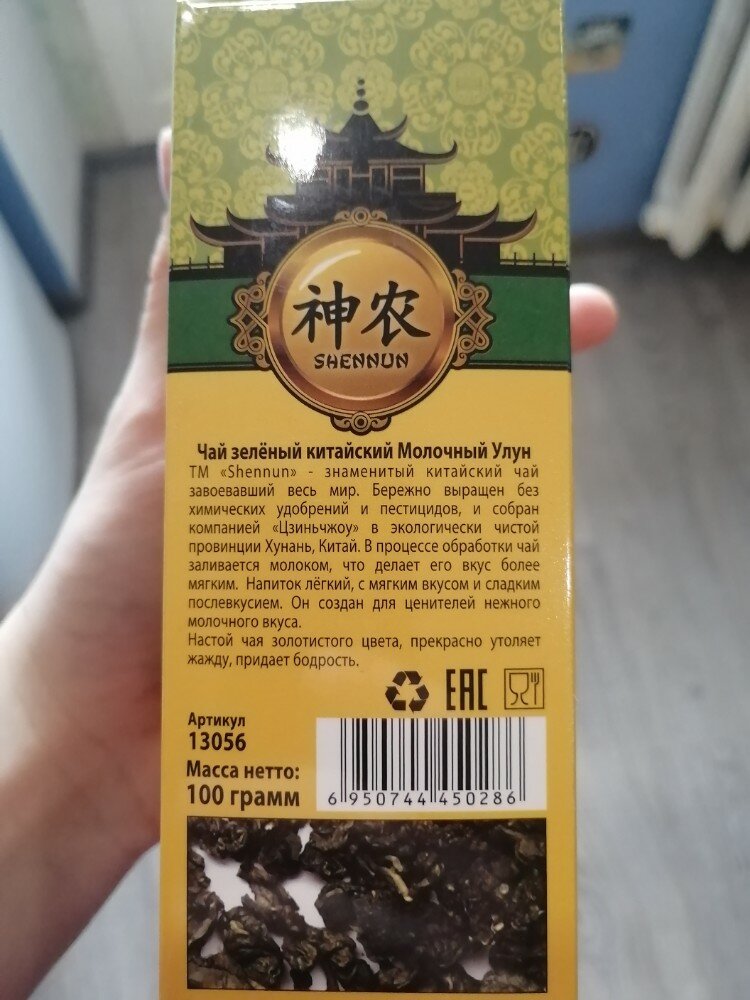 神农
SHENNUN
Чай зелёный китайский Молочный Улун
ТМ «Shennun» - знаменитый китайский чай
завоевавший весь мир. Бережно выращен без
химических удобрений и пестицидов, и собран
компанией «Цзиньчжоу» в экологически чистой
провинции Хунань, Китай. В процессе обработки чай
заливается молоком, что делает его вкус более
мягким. Напиток лёгкий, с мягким вкусом и сладким
послевкусием. Он создан для ценителей нежного
молочного вкуса.
Настой чая золотистого цвета, прекрасно утоляет
жажду, придает бодрость.
EAC
Артикул
13056
Масса нетто:
100 грамм
6 950744 450286